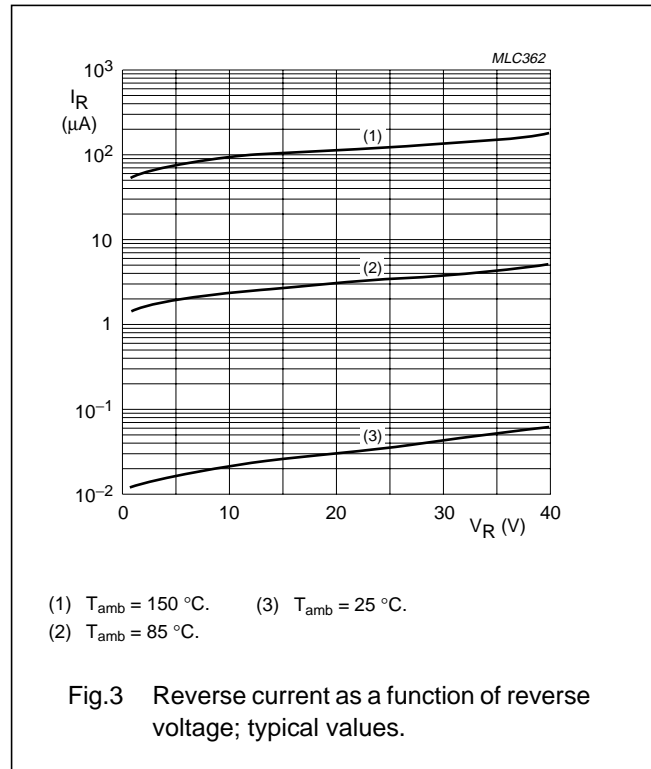 MLC362
10³
I_R
(μA)
(1)
10²
10
(2)
1
10⁻¹
(3)
10⁻²
0 10 20 30 40
V_R (V)
(1) T_amb = 150 °C. (3) T_amb = 25 °C.
(2) T_amb = 85 °C.
Fig.3 Reverse current as a function of reverse
voltage; typical values.